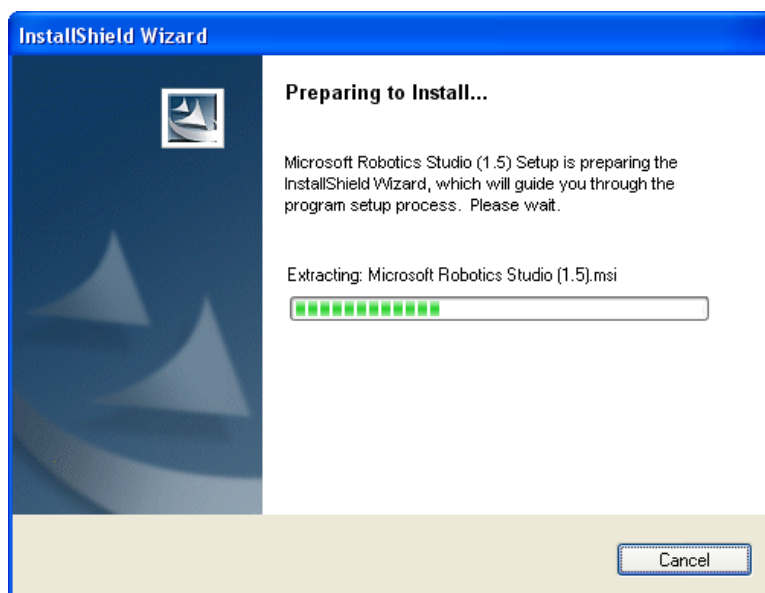 InstallShield Wizard
Preparing to Install...
Microsoft Robotics Studio (1.5) Setup is preparing the
InstallShield Wizard, which will guide you through the
program setup process. Please wait.
Extracting: Microsoft Robotics Studio (1.5).msi
Cancel